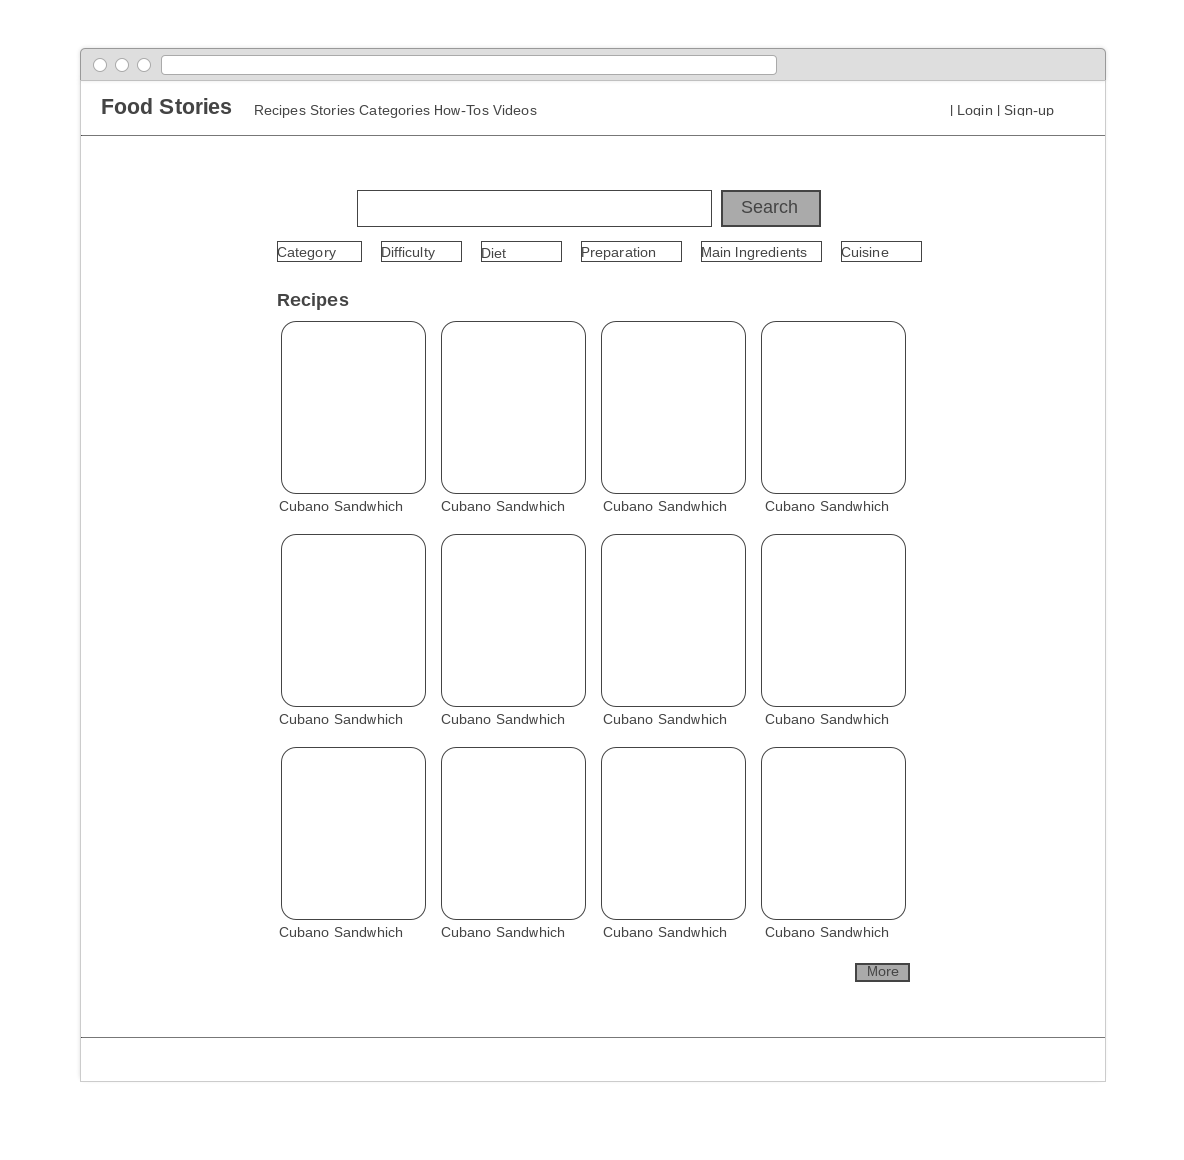 Food Stories Recipes Stories Categories How-Tos Videos | Login | Sign-up
Search
Category Difficulty Diet Preparation Main Ingredients Cuisine
Recipes
Cubano Sandwhich Cubano Sandwhich Cubano Sandwhich Cubano Sandwhich
Cubano Sandwhich Cubano Sandwhich Cubano Sandwhich Cubano Sandwhich
Cubano Sandwhich Cubano Sandwhich Cubano Sandwhich Cubano Sandwhich
More